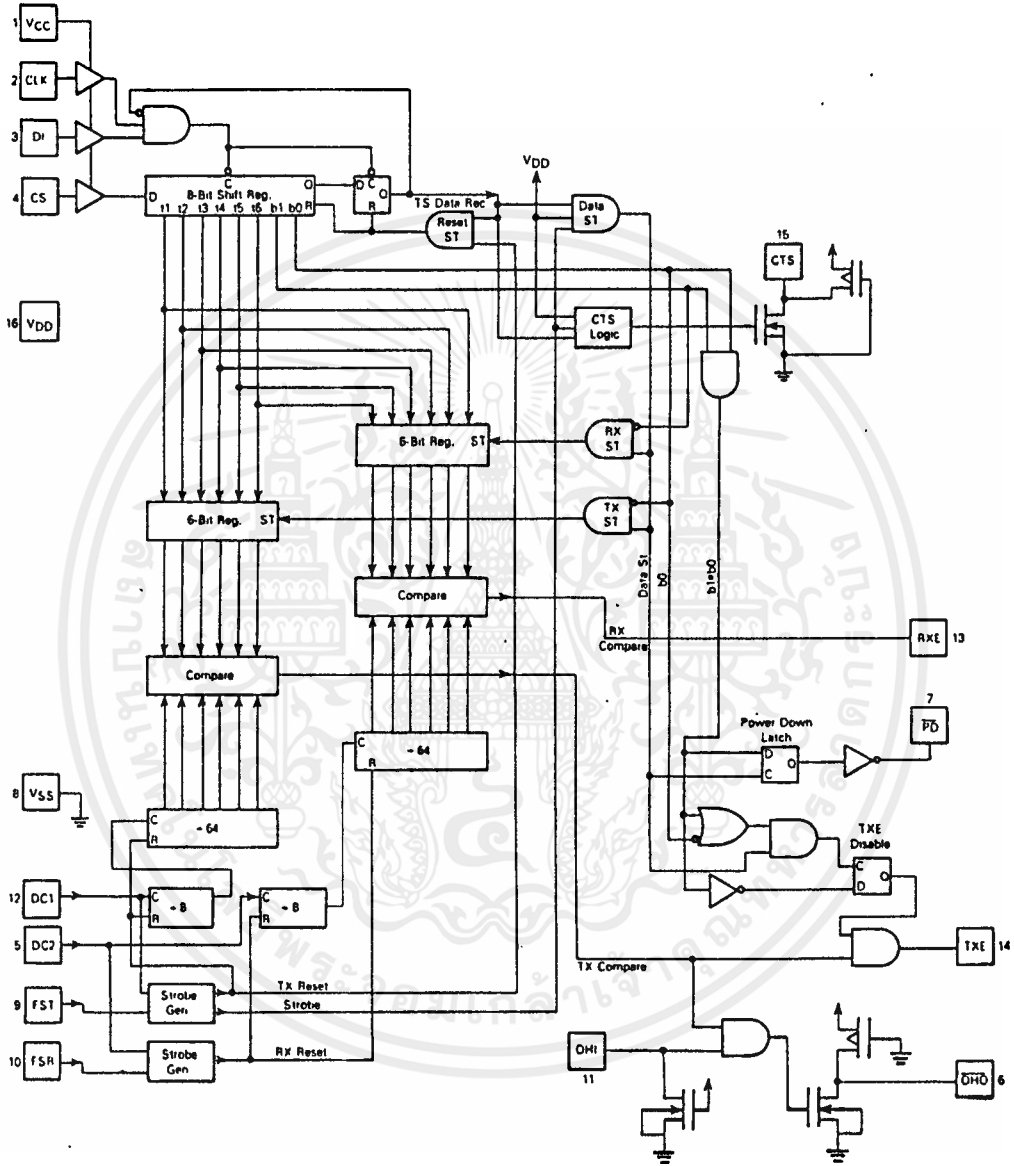 1 VCC
2 CLK
3 DI
4 CS
D C Q
8-Bit Shift Reg. R
t1 t2 t3 t4 t5 t6 b1 b0
D C Q
R
TS Data Rec
Reset ST
VDD
Data ST
15
CTS
16 VDD
CTS Logic
6-Bit Reg. ST
RX ST
6-Bit Reg. ST
TX ST
Data St
b0
b1•b0
Compare
RX Compare
RXE 13
Compare
7
PD
Power Down Latch
D Q
C
C
R
÷ 64
8 VSS
C
R
÷ 64
TXE Disable
C Q
D
12 DC1
C
R
÷ 8
C
÷ 8
5 DC2
TXE 14
TX Compare
9 FST
Strobe Gen
TX Reset
Strobe
10 FSR
Strobe Gen
RX Reset
OHI
11
OHO 6